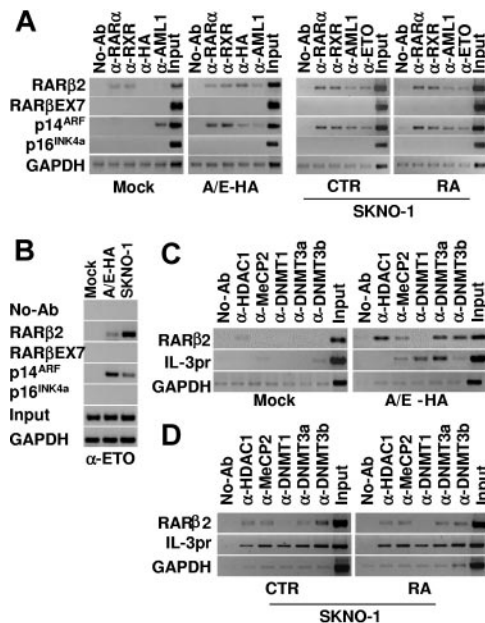 A
No-Ab α-RARα α-RXR α-HA α-AML1 Input
No-Ab α-RARα α-RXR α-HA α-AML1 Input
No-Ab α-RARα α-RXR α-AML1 α-ETO Input
No-Ab α-RARα α-RXR α-AML1 α-ETO Input
RARβ2
RARβEX7
p14ARF
p16INK4a
GAPDH
Mock A/E-HA CTR RA
SKNO-1
B
Mock A/E-HA SKNO-1
No-Ab
RARβ2
RARβEX7
p14ARF
p16INK4a
Input
GAPDH
α-ETO
C
No-Ab α-HDAC1 α-MeCP2 α-DNMT1 α-DNMT3a α-DNMT3b Input
No-Ab α-HDAC1 α-MeCP2 α-DNMT1 α-DNMT3a α-DNMT3b Input
RARβ2
IL-3pr
GAPDH
Mock A/E -HA
D
No-Ab α-HDAC1 α-MeCP2 α-DNMT1 α-DNMT3a α-DNMT3b Input
No-Ab α-HDAC1 α-MeCP2 α-DNMT1 α-DNMT3a α-DNMT3b Input
RARβ2
IL-3pr
GAPDH
CTR RA
SKNO-1